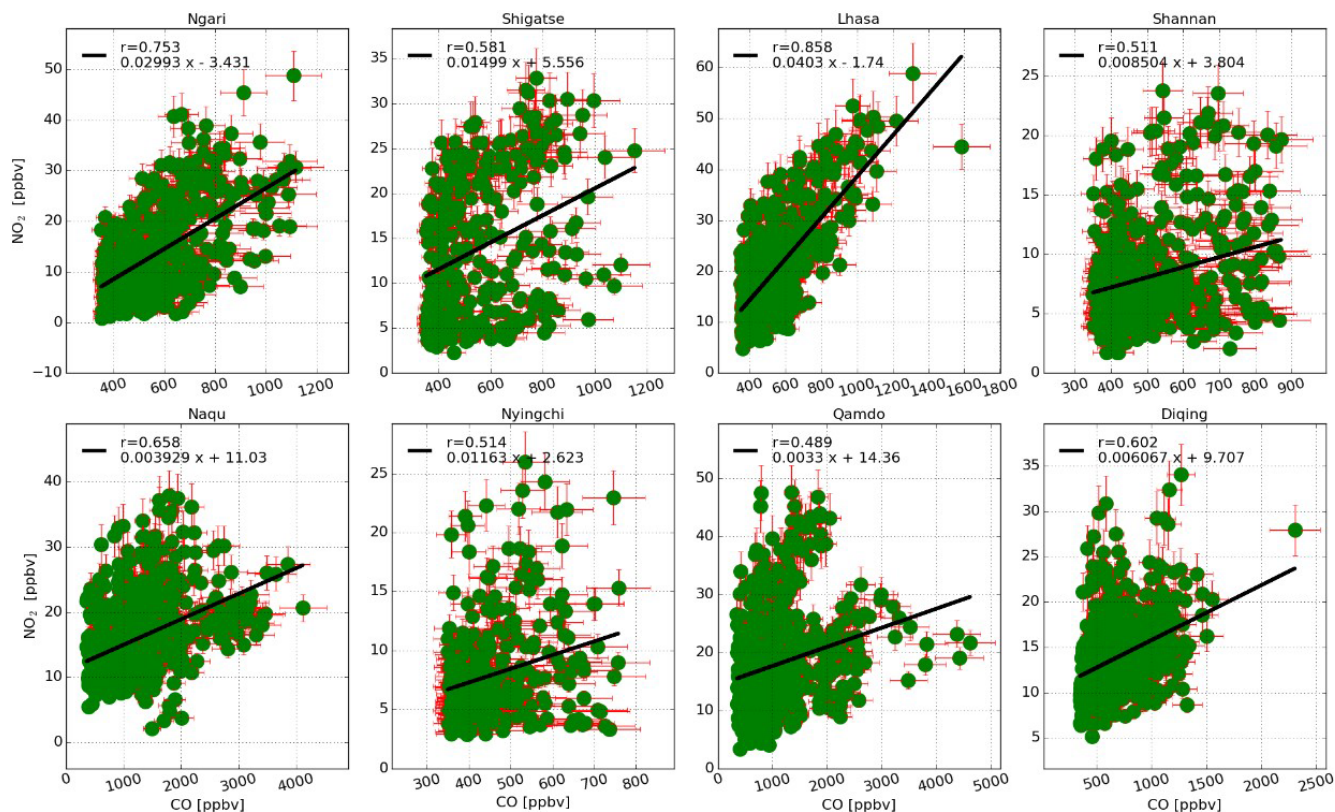 Ngari
r=0.753
0.02993 x - 3.431
NO2 [ppbv]
50
40
30
20
10
0
−10
400 600 800 1000 1200
Shigatse
r=0.581
0.01499 x + 5.556
35
30
25
20
15
10
5
0
400 600 800 1000 1200
Lhasa
r=0.858
0.0403 x - 1.74
60
50
40
30
20
10
0
400 600 800 1000 1200 1400 1600 1800
Shannan
r=0.511
0.008504 x + 3.804
25
20
15
10
5
0
300 400 500 600 700 800 900
Naqu
r=0.658
0.003929 x + 11.03
NO2 [ppbv]
40
30
20
10
0
0 1000 2000 3000 4000
CO [ppbv]
Nyingchi
r=0.514
0.01163 x + 2.623
25
20
15
10
5
0
300 400 500 600 700 800
CO [ppbv]
Qamdo
r=0.489
0.0033 x + 14.36
50
40
30
20
10
0
0 1000 2000 3000 4000 5000
CO [ppbv]
Diqing
r=0.602
0.006067 x + 9.707
35
30
25
20
15
10
5
500 1000 1500 2000 2500
CO [ppbv]